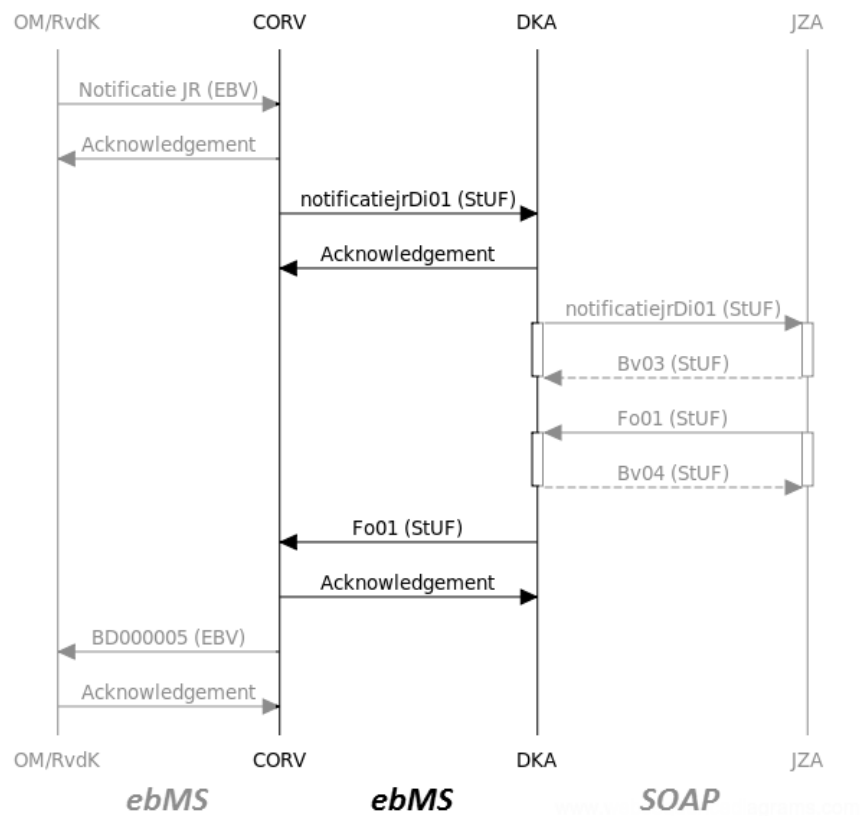 OM/RvdK CORV DKA JZA
Notificatie JR (EBV)
Acknowledgement
notificatiejrDi01 (StUF)
Acknowledgement
notificatiejrDi01 (StUF)
Bv03 (StUF)
Fo01 (StUF)
Bv04 (StUF)
Fo01 (StUF)
Acknowledgement
BD000005 (EBV)
Acknowledgement
OM/RvdK CORV DKA JZA
ebMS ebMS SOAP